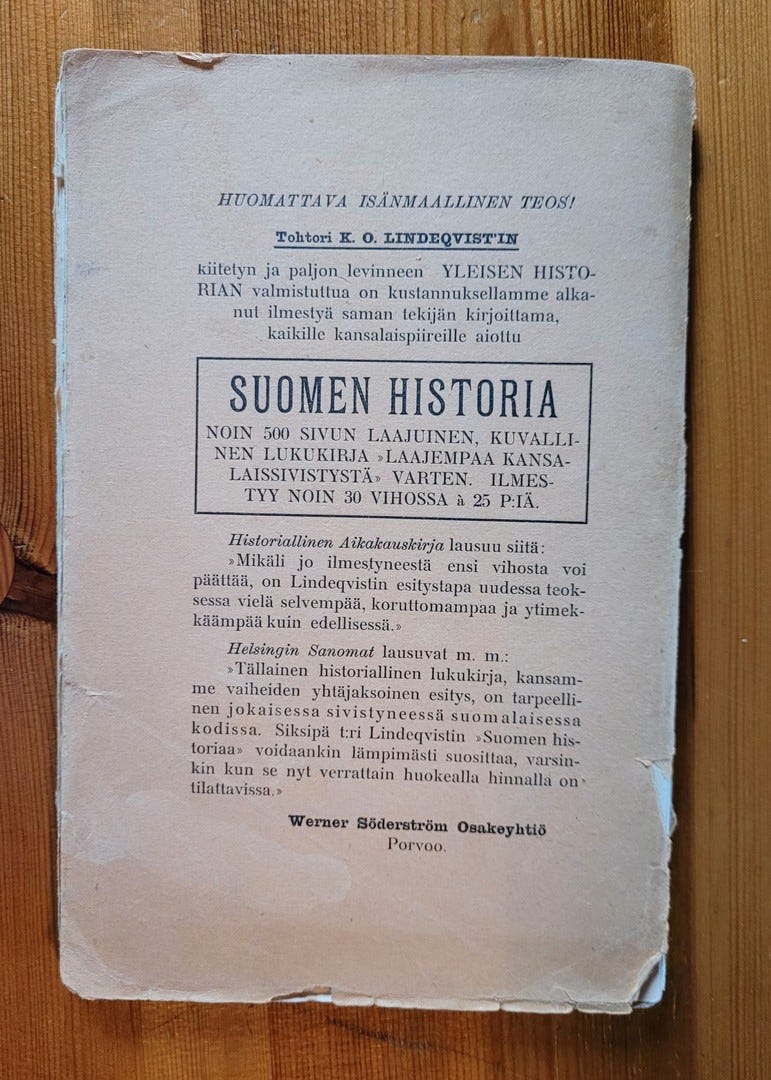 HUOMATTAVA ISÄNMAALLINEN TEOS!
Tohtori K. O. LINDEQVIST'IN
kiitetyn ja paljon levinneen YLEISEN HISTO-
RIAN valmistuttua on kustannuksellamme alka-
nut ilmestyä saman tekijän kirjoittama,
kaikille kansalaispiireille aiottu
SUOMEN HISTORIA
NOIN 500 SIVUN LAAJUINEN, KUVALLI-
NEN LUKUKIRJA »LAAJEMPAA KANSA-
LAISSIVISTYSTÄ» VARTEN. ILMES-
TYY NOIN 30 VIHOSSA à 25 P:IÄ.
Historiallinen Aikakauskirja lausuu siitä:
»Mikäli jo ilmestyneestä ensi vihosta voi
päättää, on Lindeqvistin esitystapa uudessa teok-
sessa vielä selvempää, koruttomampaa ja ytimek-
käämpää kuin edellisessä.»
Helsingin Sanomat lausuvat m. m.:
»Tällainen historiallinen lukukirja, kansam-
me vaiheiden yhtäjaksoinen esitys, on tarpeelli-
nen jokaisessa sivistyneessä suomalaisessa
kodissa. Siksipä t:ri Lindeqvistin »Suomen his-
toriaa» voidaankin lämpimästi suosittaa, varsin-
kin kun se nyt verrattain huokealla hinnalla on
tilattavissa.»
Werner Söderström Osakeyhtiö
Porvoo.